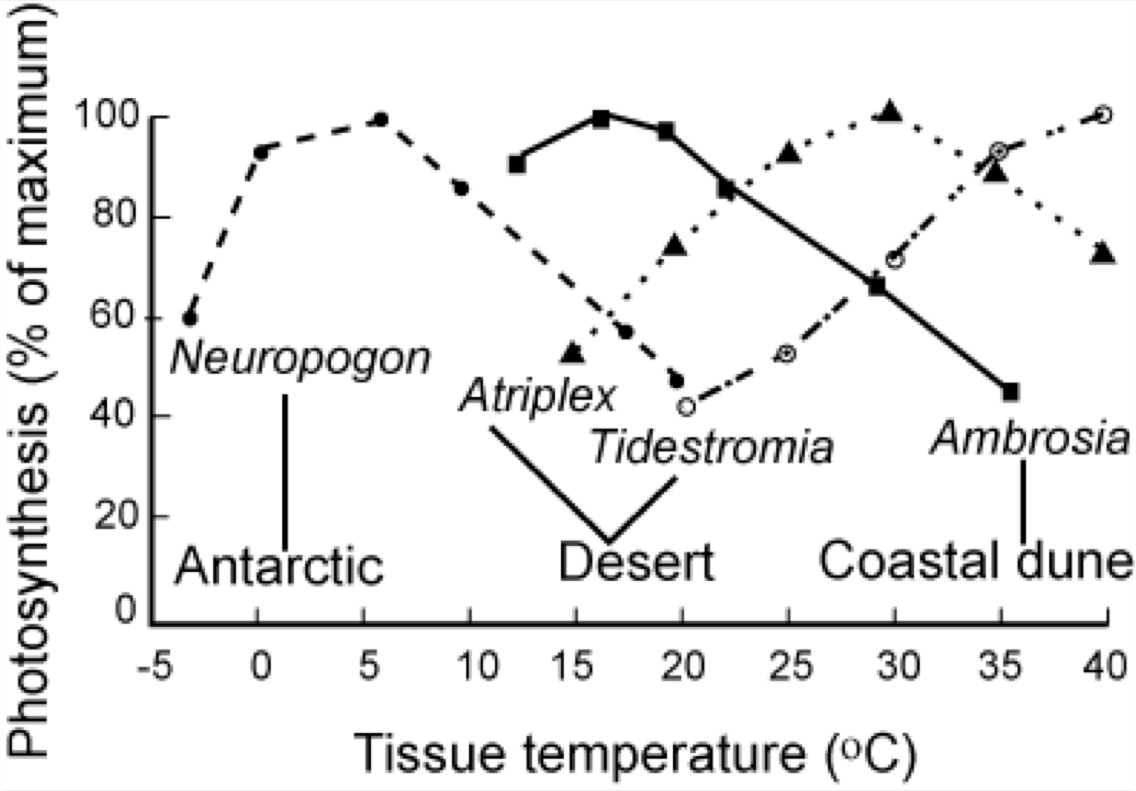 Photosynthesis (% of maximum)
100
80
60
40
20
0
Neuropogon
Atriplex
Tidestromia
Ambrosia
Antarctic
Desert
Coastal dune
-5 0 5 10 15 20 25 30 35 40
Tissue temperature (ºC)